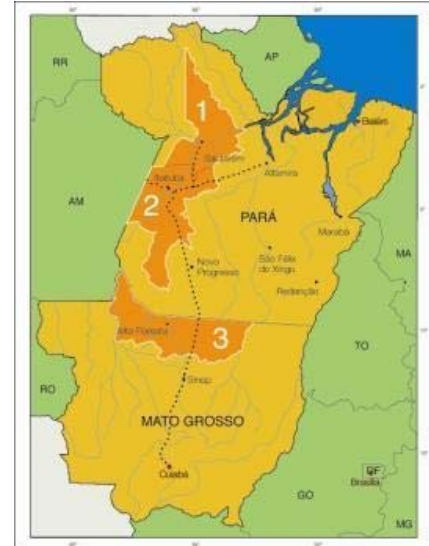 RR
AP
1
Belém
Santarém
Itaituba
Altamira
2
AM
PARÁ
Marabá
Novo
Progresso
São Félix
do Xingu
MA
Redenção
Alta Floresta
3
TO
Sinop
RO
MATO GROSSO
Cuiabá
DF
Brasília
GO
MG